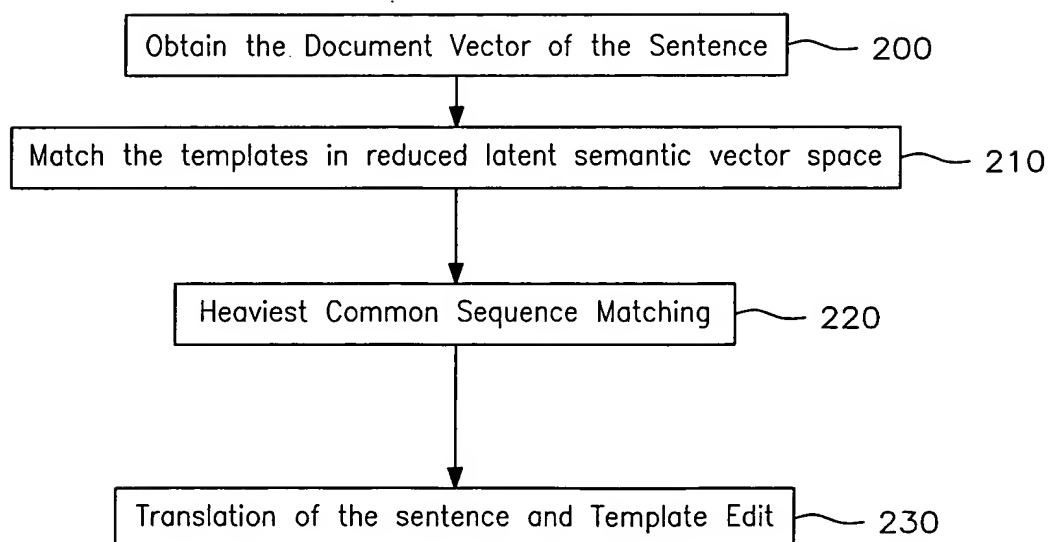 Obtain the Document Vector of the Sentence 200
Match the templates in reduced latent semantic vector space 210
Heaviest Common Sequence Matching 220
Translation of the sentence and Template Edit 230